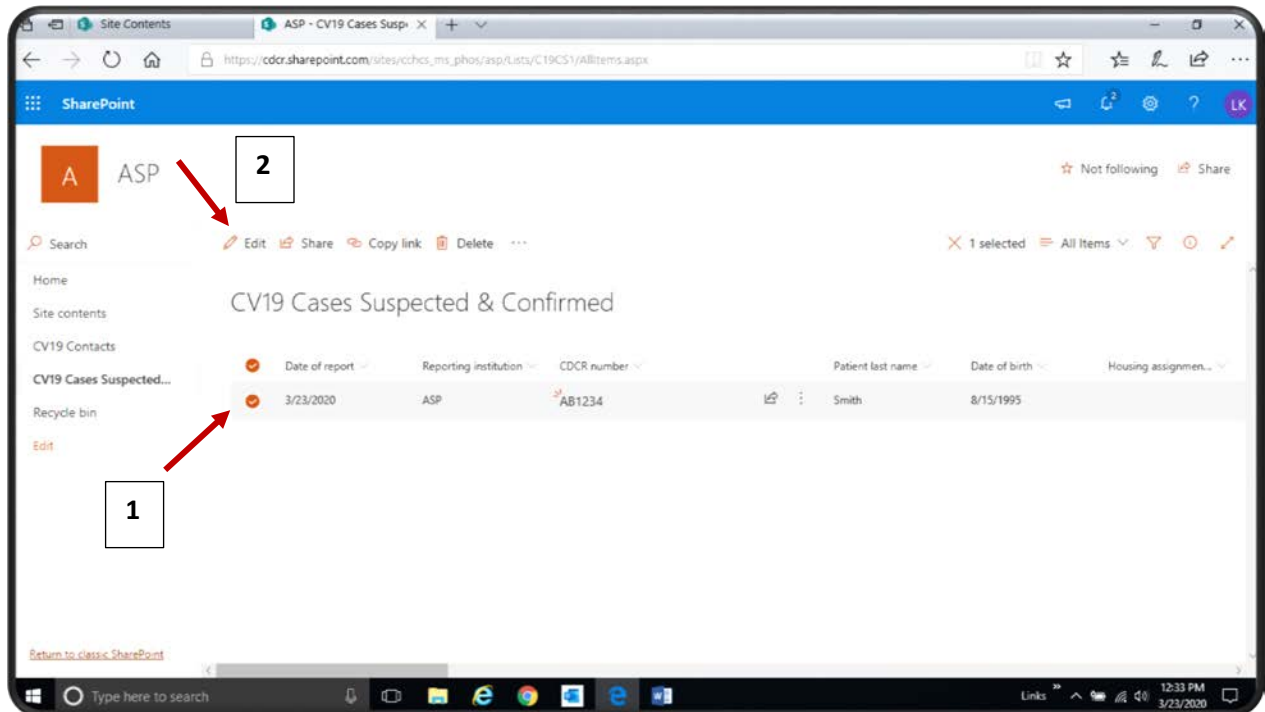 Site Contents
ASP - CV19 Cases Susp
https://cdcr.sharepoint.com/sites/cchcs_ms_phos/asp/Lists/C19CS1/AllItems.aspx
SharePoint
2
LK
A
ASP
2
Not following
Share
Search
Edit
Share
Copy link
Delete
1 selected
All Items
Home
Site contents
CV19 Contacts
CV19 Cases Suspected...
Recycle bin
Edit
CV19 Cases Suspected & Confirmed
Date of report
Reporting institution
CDCR number
Patient last name
Date of birth
Housing assignmen...
3/23/2020
ASP
AB1234
Smith
8/15/1995
1
Return to classic SharePoint
Type here to search
Links
12:33 PM
3/23/2020